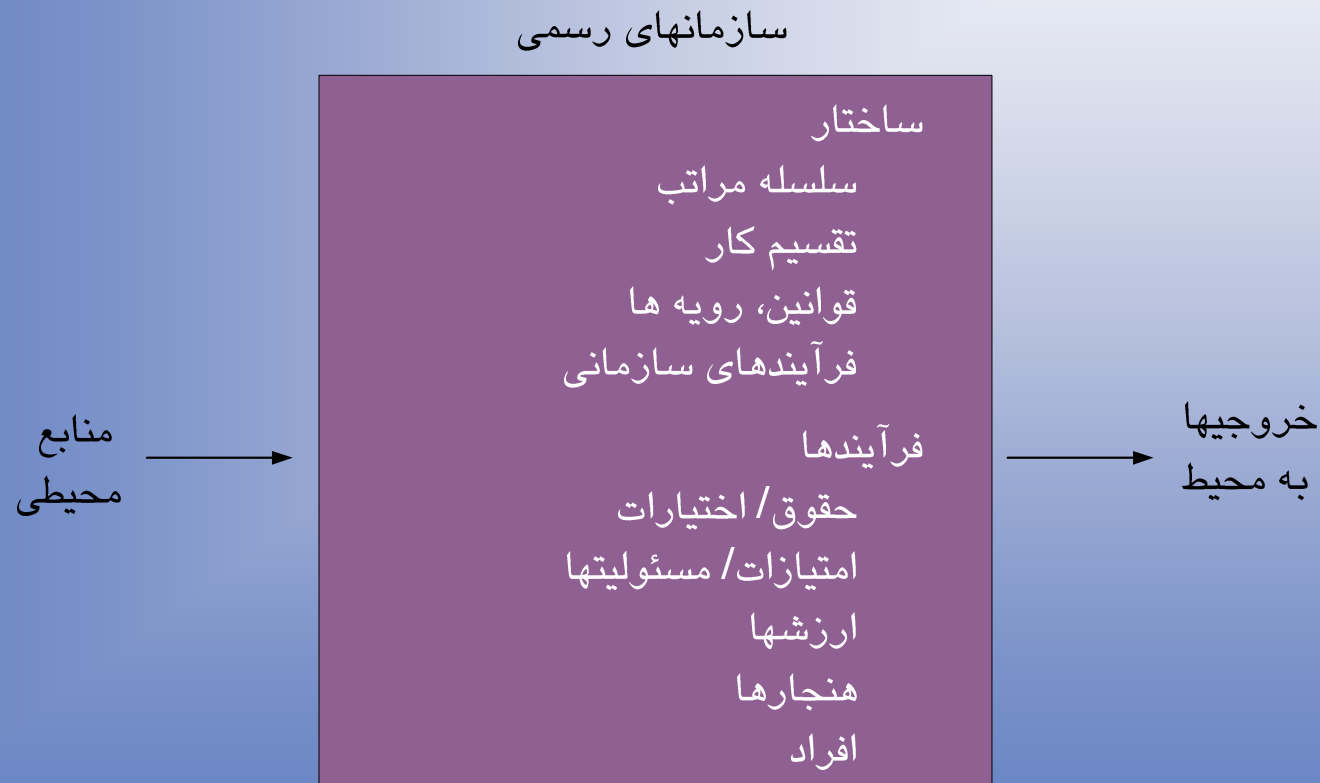 سازمانهای رسمی
ساختار
سلسله مراتب
تقسیم کار
قوانین، رویه ها
فرآیندهای سازمانی
فرآیندها
حقوق/ اختیارات
امتیازات/ مسئولیتها
ارزشها
هنجارها
افراد
خروجیها
به محیط
منابع
محیطی